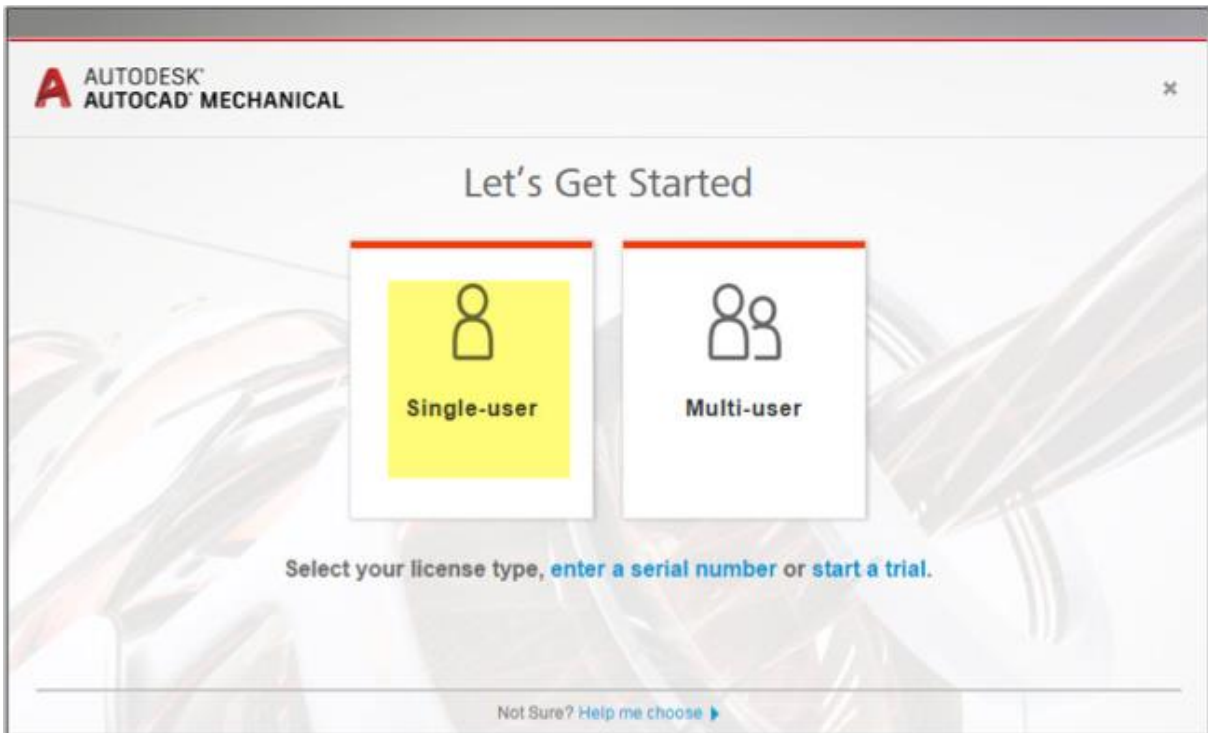 AUTODESK®
AUTOCAD® MECHANICAL
Let's Get Started
Single-user
Multi-user
Select your license type, enter a serial number or start a trial.
Not Sure? Help me choose